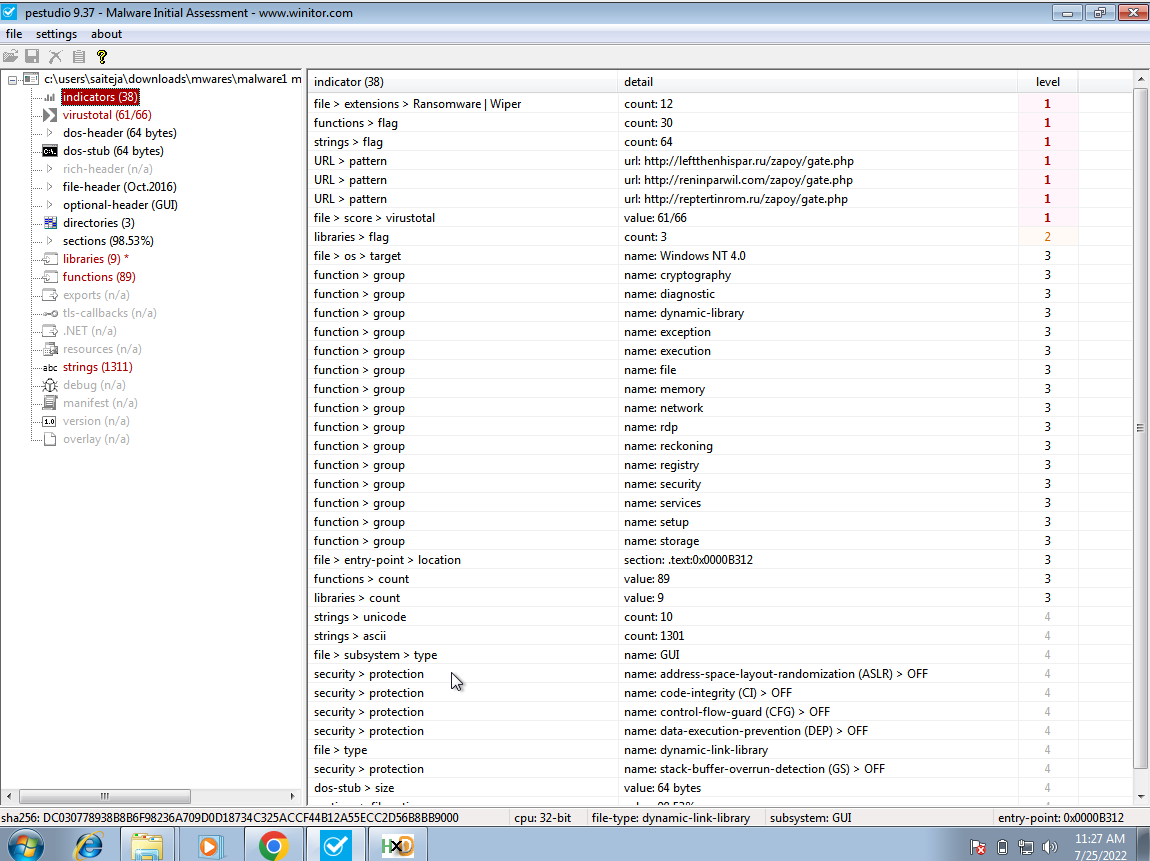 pestudio 9.37 - Malware Initial Assessment - www.winitor.com
file settings about
c:\users\saiteja\downloads\mwares\malware1 m
indicators (38)
virustotal (61/66)
dos-header (64 bytes)
dos-stub (64 bytes)
rich-header (n/a)
file-header (Oct.2016)
optional-header (GUI)
directories (3)
sections (98.53%)
libraries (9) *
functions (89)
exports (n/a)
tls-callbacks (n/a)
.NET (n/a)
resources (n/a)
abc strings (1311)
debug (n/a)
manifest (n/a)
1.0 version (n/a)
overlay (n/a)
indicator (38) detail level
file > extensions > Ransomware | Wiper count: 12 1
functions > flag count: 30 1
strings > flag count: 64 1
URL > pattern url: http://leftthenhispar.ru/zapoy/gate.php 1
URL > pattern url: http://reninparwil.com/zapoy/gate.php 1
URL > pattern url: http://reptertinrom.ru/zapoy/gate.php 1
file > score > virustotal value: 61/66 1
libraries > flag count: 3 2
file > os > target name: Windows NT 4.0 3
function > group name: cryptography 3
function > group name: diagnostic 3
function > group name: dynamic-library 3
function > group name: exception 3
function > group name: execution 3
function > group name: file 3
function > group name: memory 3
function > group name: network 3
function > group name: rdp 3
function > group name: reckoning 3
function > group name: registry 3
function > group name: security 3
function > group name: services 3
function > group name: setup 3
function > group name: storage 3
file > entry-point > location section: .text:0x0000B312 3
functions > count value: 89 3
libraries > count value: 9 3
strings > unicode count: 10 4
strings > ascii count: 1301 4
file > subsystem > type name: GUI 4
security > protection name: address-space-layout-randomization (ASLR) > OFF 4
security > protection name: code-integrity (CI) > OFF 4
security > protection name: control-flow-guard (CFG) > OFF 4
security > protection name: data-execution-prevention (DEP) > OFF 4
file > type name: dynamic-link-library 4
security > protection name: stack-buffer-overrun-detection (GS) > OFF 4
dos-stub > size value: 64 bytes 4
sha256: DC030778938B8B6F98236A709D0D18734C325ACCF44B12A55ECC2D56B8BB9000 cpu: 32-bit file-type: dynamic-link-library subsystem: GUI entry-point: 0x0000B312
HXD
11:27 AM
7/25/2022